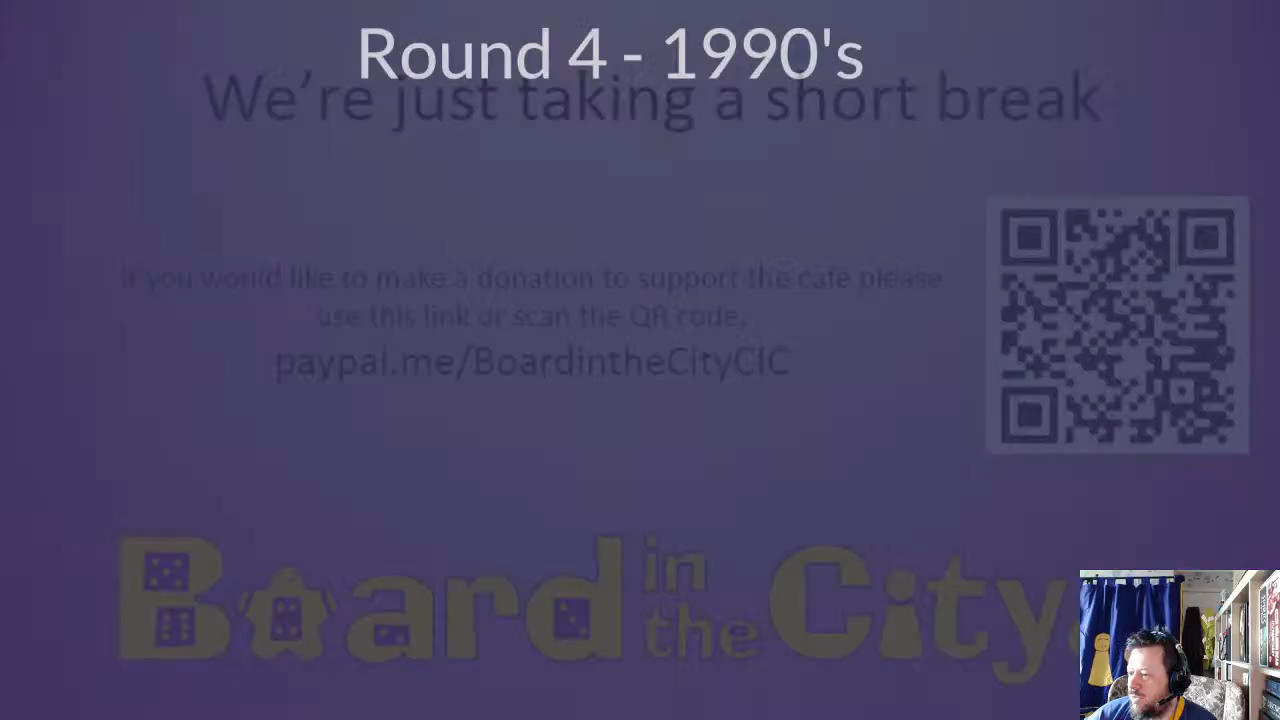 Round 4 - 1990's
We're just taking a short break
If you would like to make a donation to support the cafe please
use this link or scan the QR code.
paypal.me/BoardintheCityCIC
Board in the City